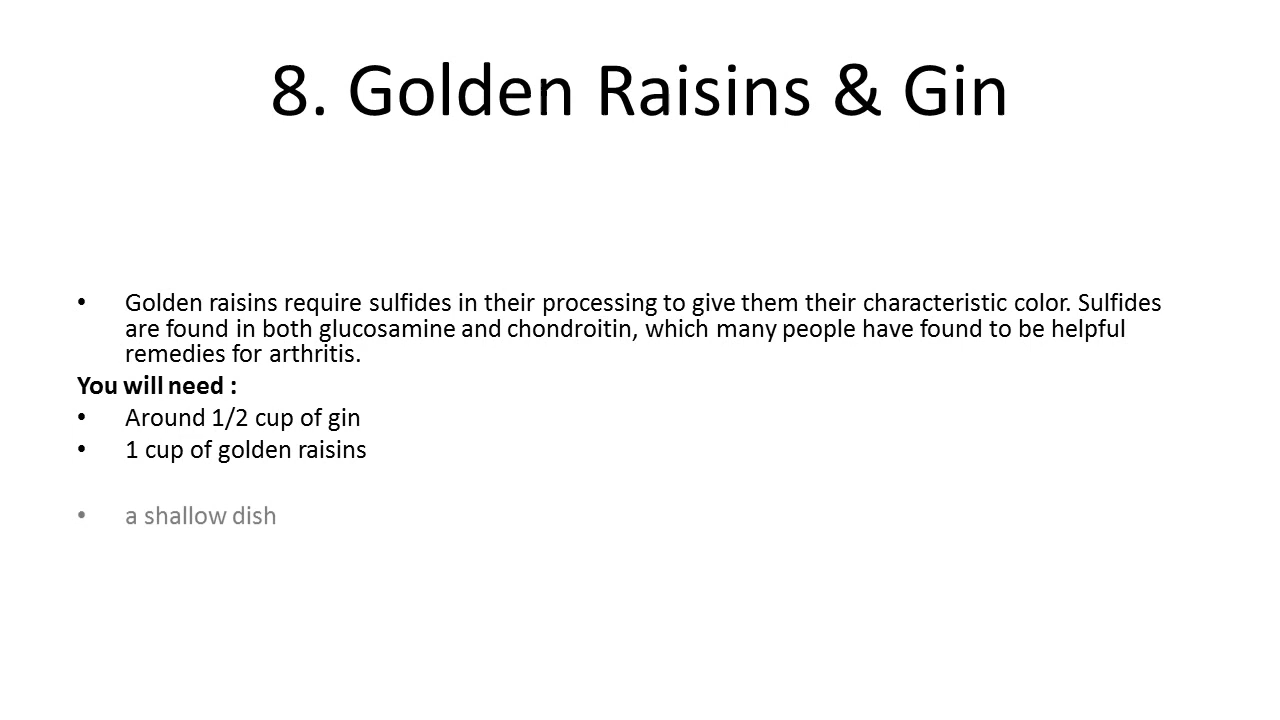 8. Golden Raisins & Gin
• Golden raisins require sulfides in their processing to give them their characteristic color. Sulfides
are found in both glucosamine and chondroitin, which many people have found to be helpful
remedies for arthritis.
You will need :
• Around 1/2 cup of gin
• 1 cup of golden raisins
• a shallow dish